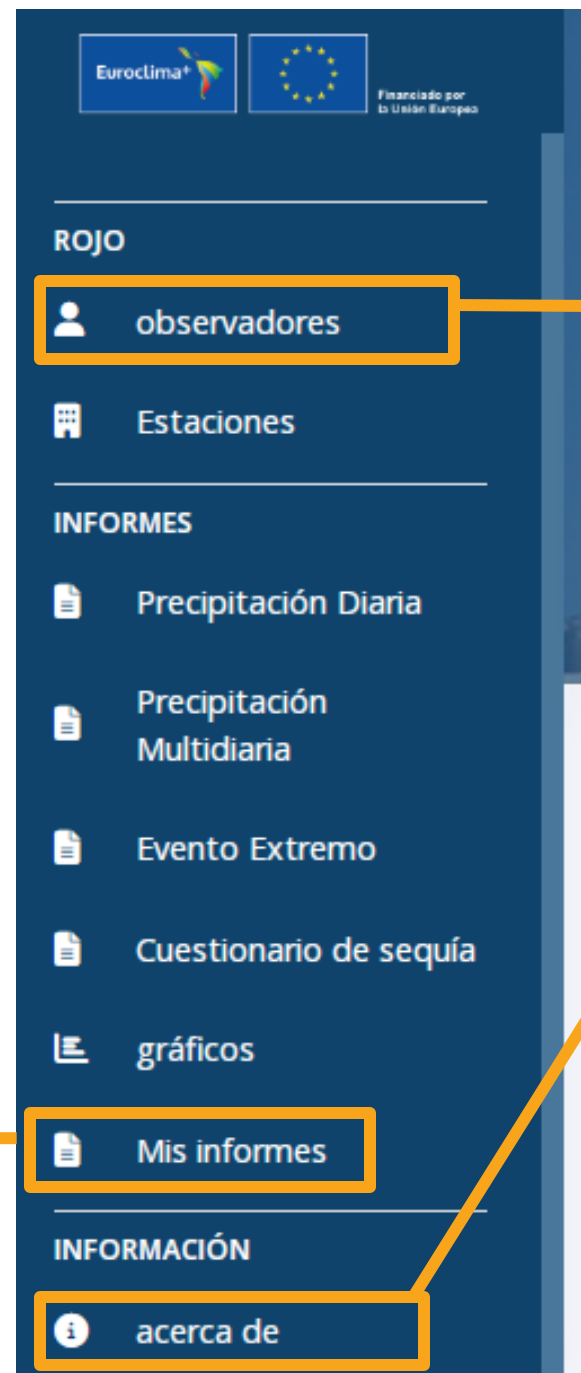 Euroclima+
Financiado por
la Unión Europea
ROJO
observadores
Estaciones
INFORMES
Precipitación Diaria
Precipitación
Multidiaria
Evento Extremo
Cuestionario de sequía
gráficos
Mis informes
INFORMACIÓN
acerca de